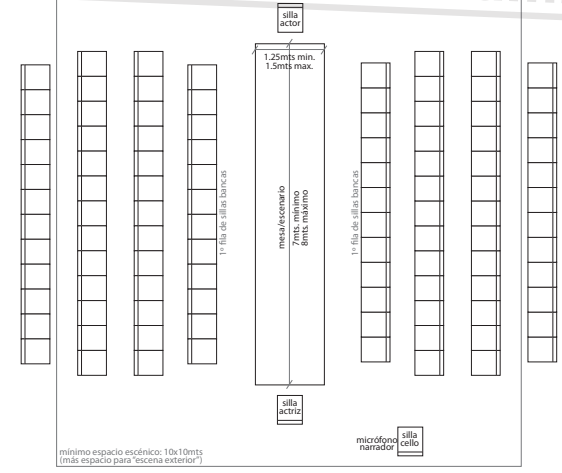 silla
actor
1.25mts min.
1.5mts max.
1º fila de sillas bancas
mesa/escenario
7mts. mínimo
8mts. máximo
1º fila de sillas bancas
silla
actriz
micrófono
narrador
silla
cello
mínimo espacio escénico: 10x10mts
(más espacio para "escena exterior")